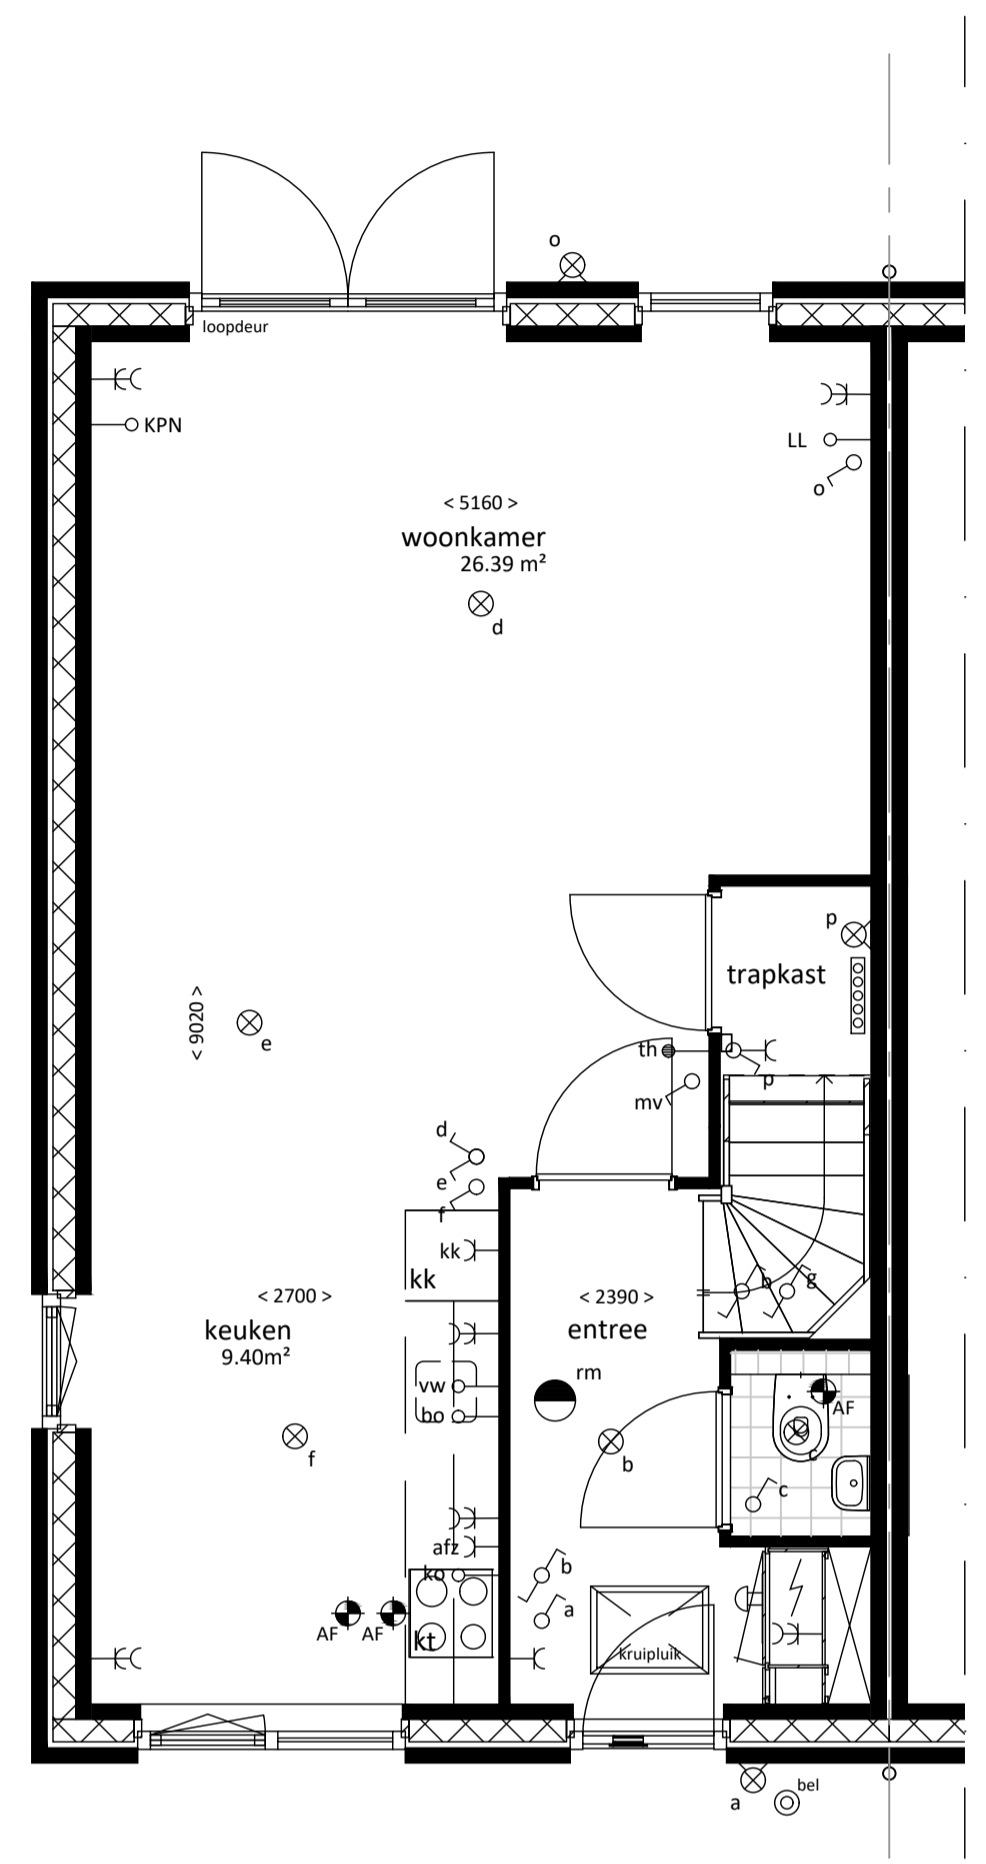 o
loopdeur
KPN
LL
o
< 5160 >
woonkamer
26.39 m²
d
p
trapkast
< 9020 >
e
th
p
mv
d
e
f
kk
kk
h
g
< 2700 >
keuken
9.40m²
< 2390 >
entree
rm
vw
bo
AF
f
b
c
c
afz
ko
b
a
AF
AF
kt
kruipluik
a
bel